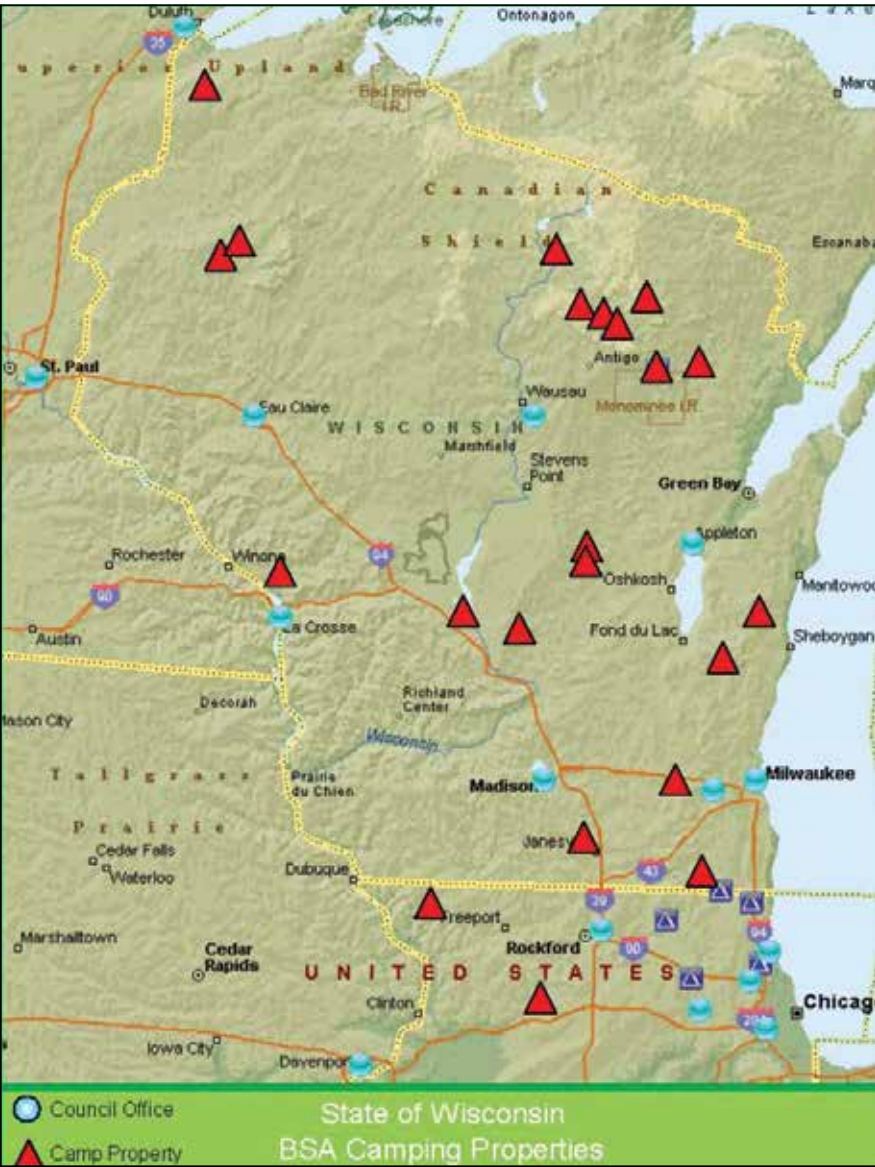 Duluth
Ontonagon
35
uperior Upland
Bad River
I.R.
Marq
Canadian
Shield
Escanaba
St. Paul
Antigo
Eau Claire
Wausau
Menominee I.R.
WISCONSIN
Marshfield
Stevens
Point
Green Bay
Appleton
94
Rochester
Winona
Oshkosh
Manitowoc
90
Austin
La Crosse
Fond du Lac
Sheboygan
Decorah
Richland
Center
Mason City
Wisconsin
Tallgrass
Prairie
du Chien
Madison
Milwaukee
Prairie
Janesv
Cedar Falls
Waterloo
Dubuque
43
39
Freeport
Marshalltown
Rockford
94
Cedar
Rapids
90
UNITED STATES
Clinton
Chicag
Iowa City
Davenport
Council Office
State of Wisconsin
Camp Property
BSA Camping Properties